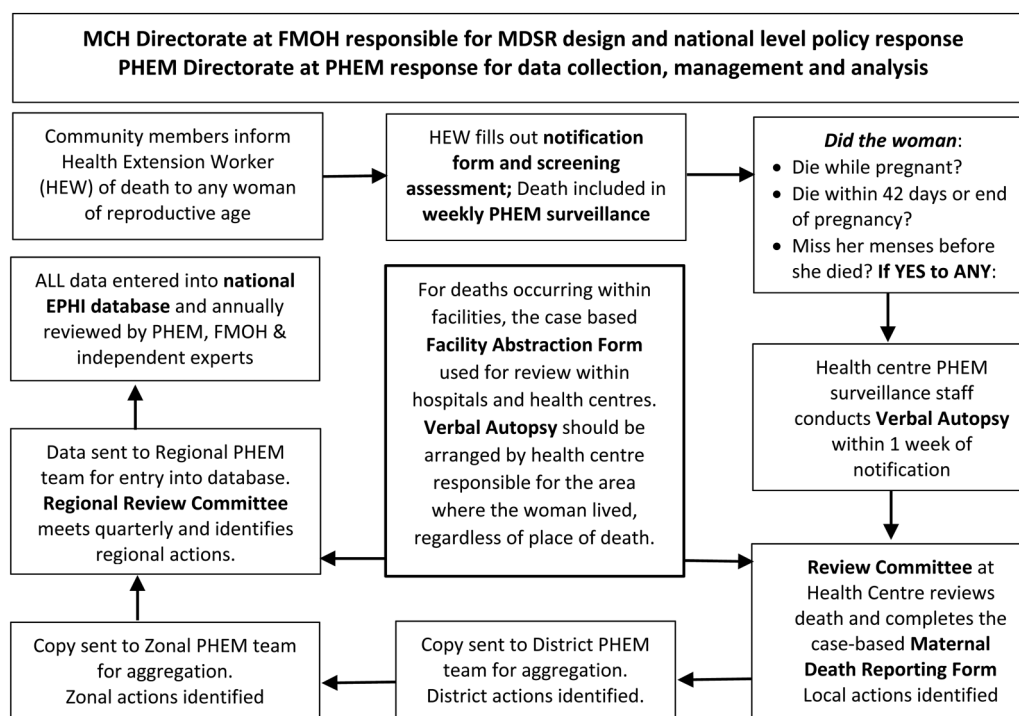 MCH Directorate at FMOH responsible for MDSR design and national level policy response
PHEM Directorate at PHEM response for data collection, management and analysis
Community members inform
Health Extension Worker
(HEW) of death to any woman
of reproductive age
HEW fills out notification
form and screening
assessment; Death included in
weekly PHEM surveillance
Did the woman:
• Die while pregnant?
• Die within 42 days or end
of pregnancy?
• Miss her menses before
she died? If YES to ANY:
Health centre PHEM
surveillance staff
conducts Verbal Autopsy
within 1 week of
notification
Review Committee at
Health Centre reviews
death and completes the
case-based Maternal
Death Reporting Form
Local actions identified
Copy sent to District PHEM
team for aggregation.
District actions identified.
Copy sent to Zonal PHEM team
for aggregation.
Zonal actions identified
Data sent to Regional PHEM
team for entry into database.
Regional Review Committee
meets quarterly and identifies
regional actions.
ALL data entered into national
EPHI database and annually
reviewed by PHEM, FMOH &
independent experts
For deaths occurring within
facilities, the case based
Facility Abstraction Form
used for review within
hospitals and health centres.
Verbal Autopsy should be
arranged by health centre
responsible for the area
where the woman lived,
regardless of place of death.